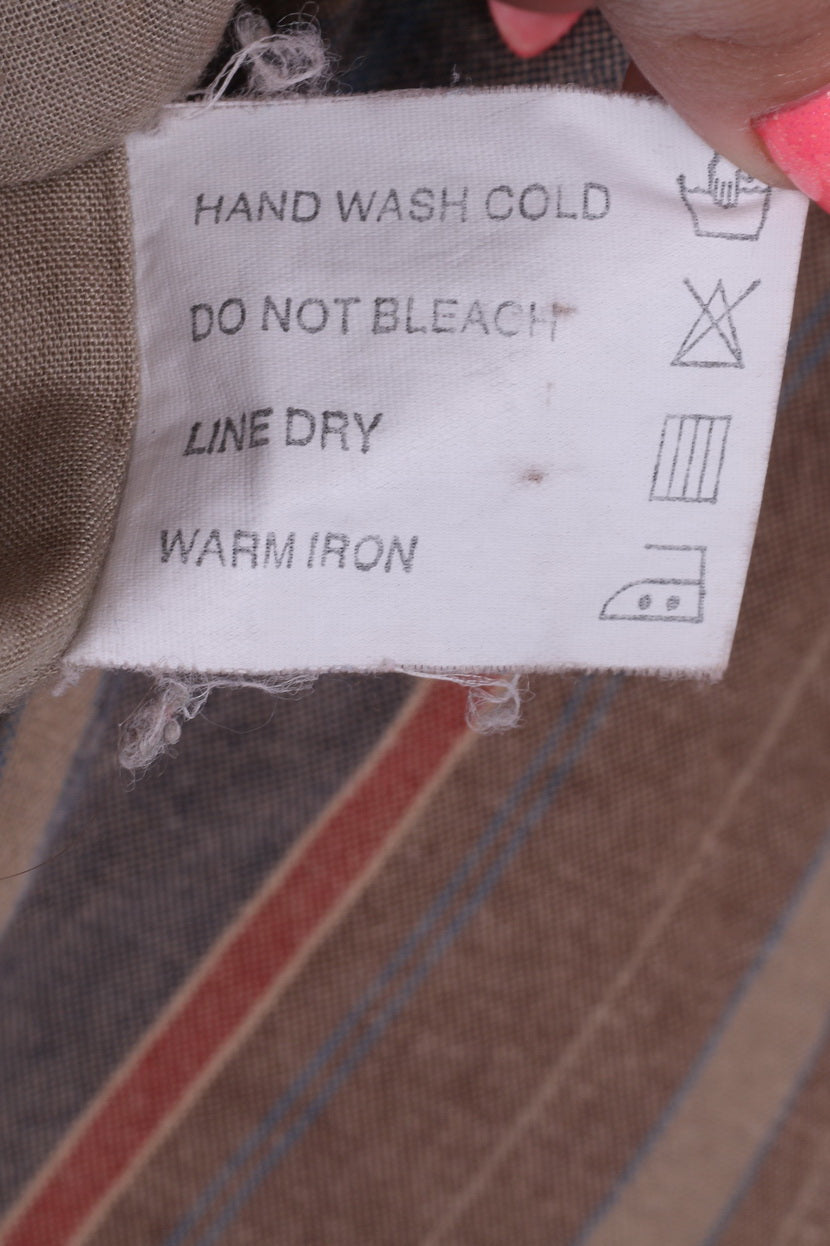 HAND WASH COLD
DO NOT BLEACH
LINE DRY
WARM IRON